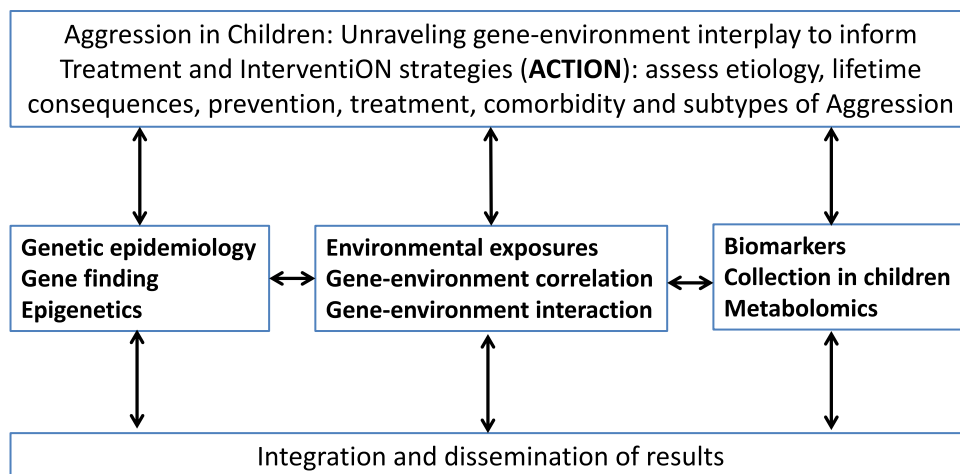 Aggression in Children: Unraveling gene-environment interplay to inform
Treatment and InterventiON strategies (ACTION): assess etiology, lifetime
consequences, prevention, treatment, comorbidity and subtypes of Aggression
Genetic epidemiology
Gene finding
Epigenetics
Environmental exposures
Gene-environment correlation
Gene-environment interaction
Biomarkers
Collection in children
Metabolomics
Integration and dissemination of results